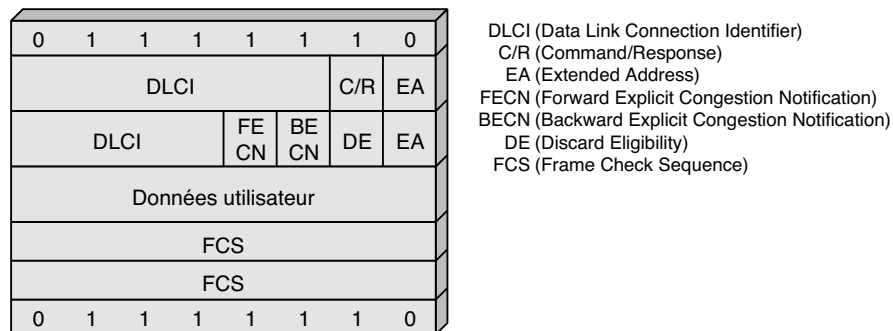 0 1 1 1 1 1 1 0
DLCI C/R EA
DLCI FE CN BE CN DE EA
Données utilisateur
FCS
FCS
0 1 1 1 1 1 1 0
DLCI (Data Link Connection Identifier)
C/R (Command/Response)
EA (Extended Address)
FECN (Forward Explicit Congestion Notification)
BECN (Backward Explicit Congestion Notification)
DE (Discard Eligibility)
FCS (Frame Check Sequence)